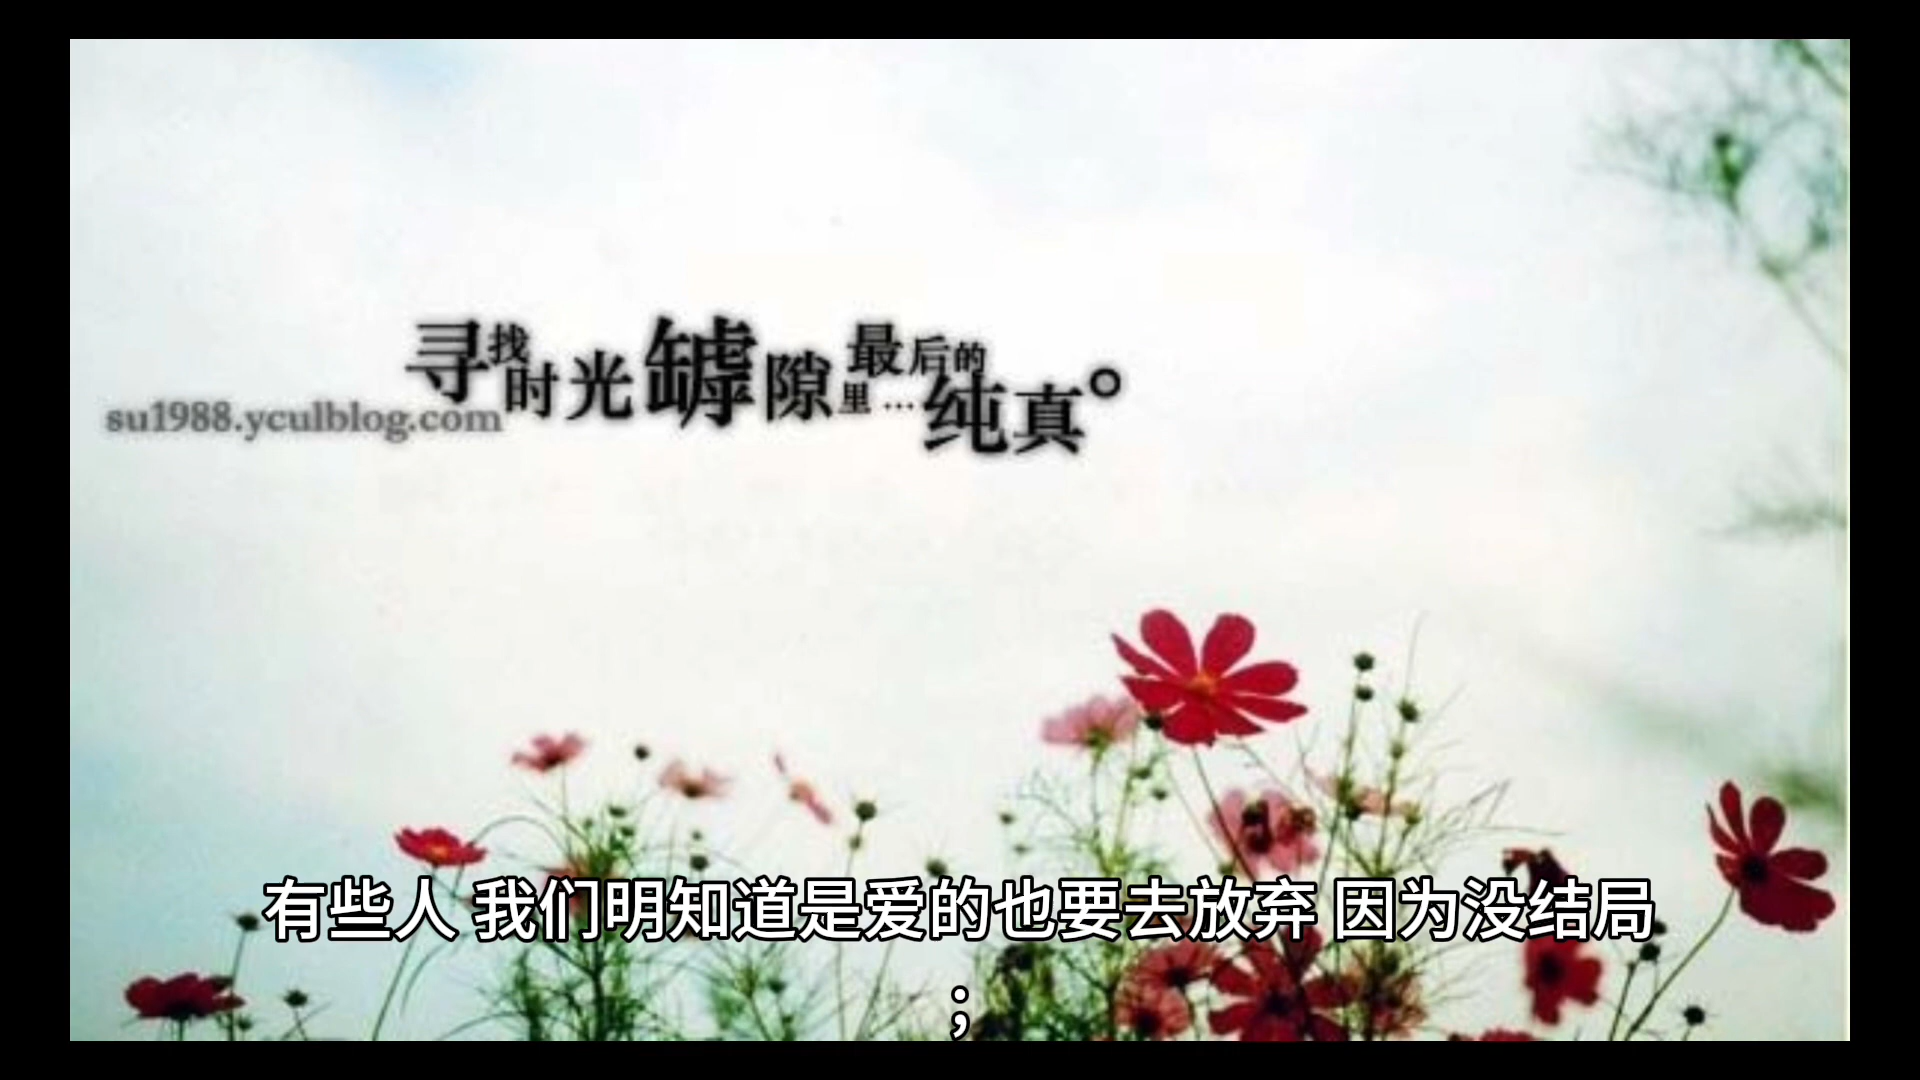 寻找时光罅隙里...最后的纯真。
su1988.yculblog.com
有些人 我们明知道是爱的也要去放弃 因为没结局
；